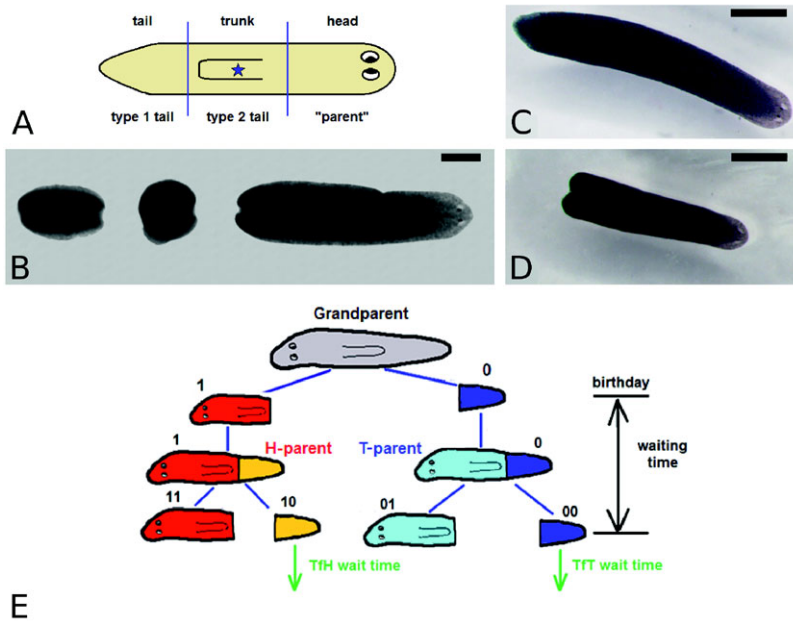 tail trunk head
type 1 tail type 2 tail "parent"
A
B
C
D
Grandparent
1 0
birthday
1 H-parent T-parent 0
waiting
time
11 10 01 00
TfH wait time TfT wait time
E